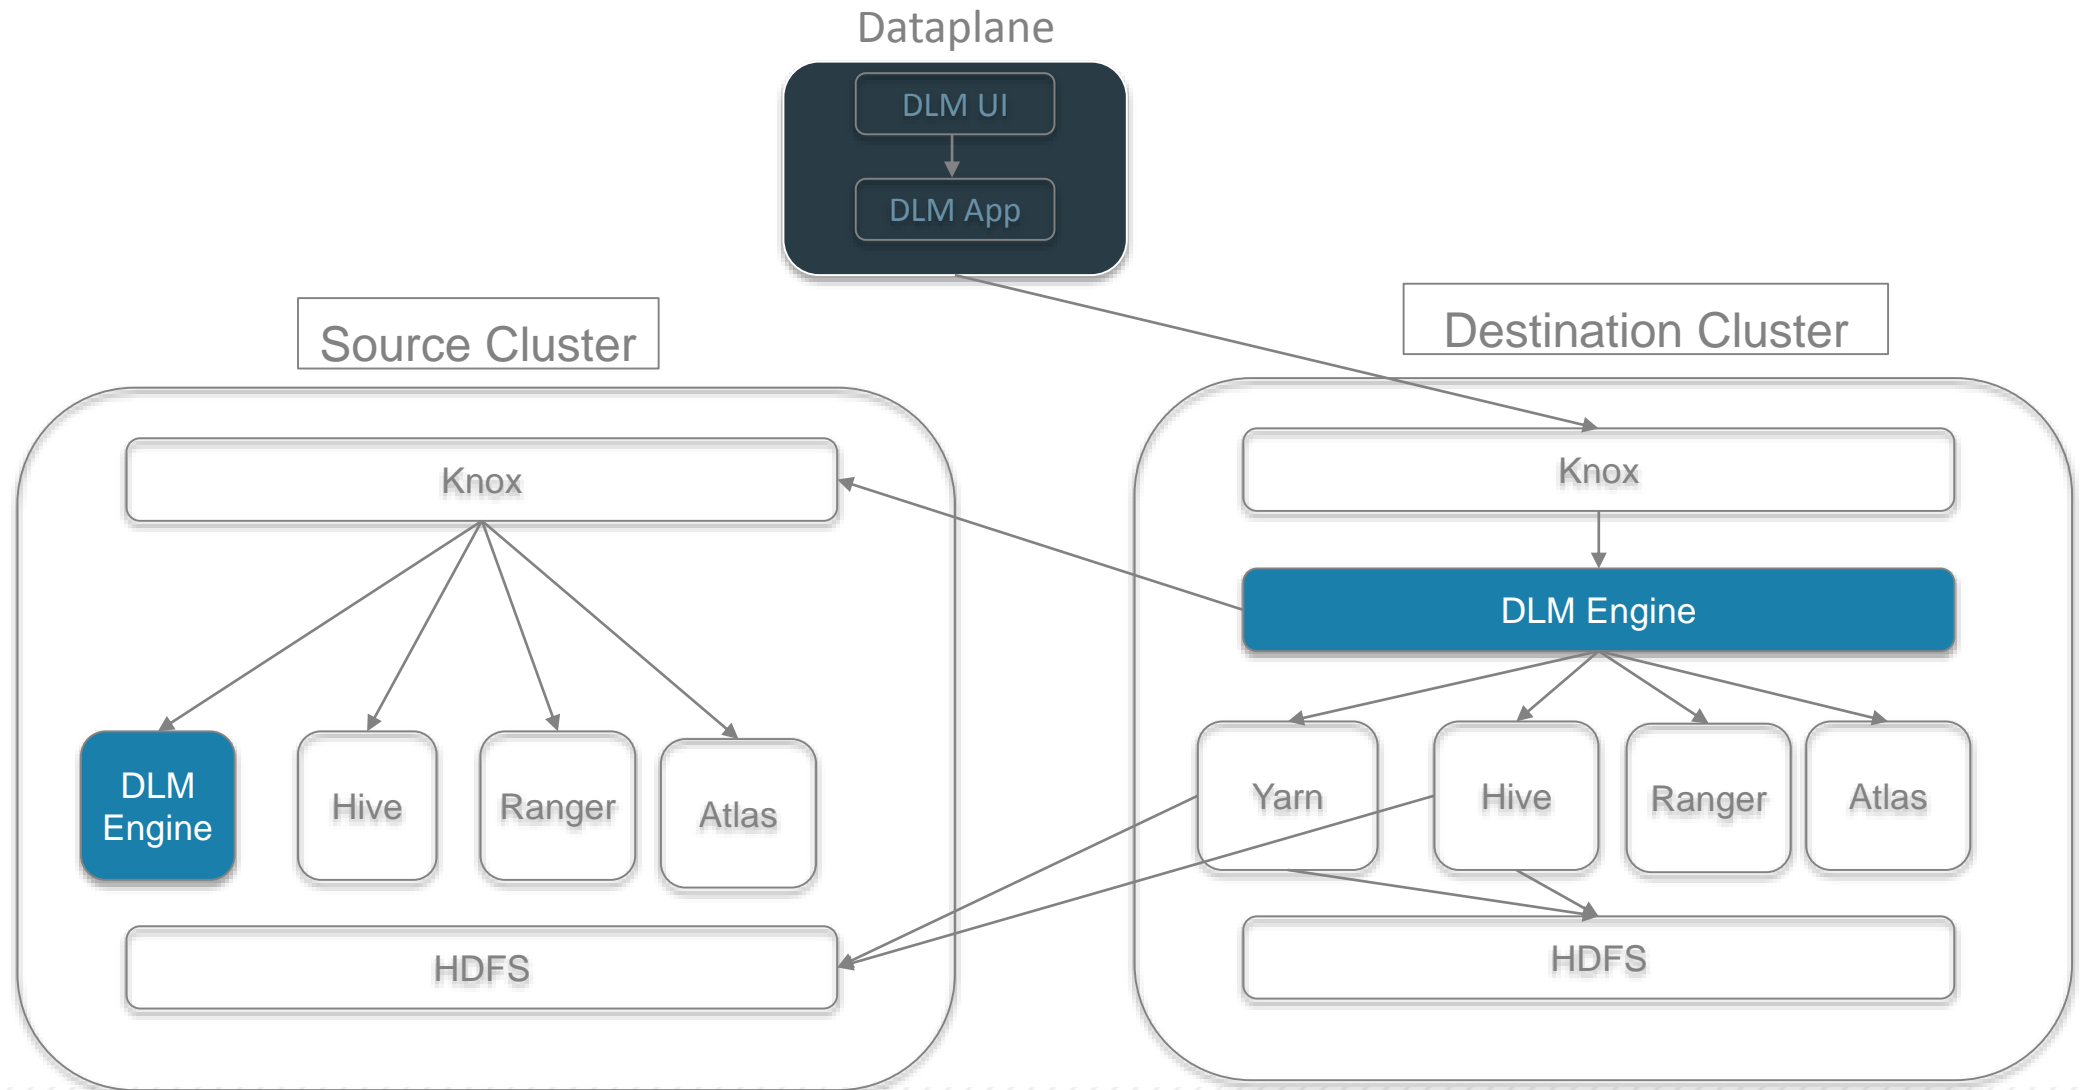 Dataplane
DLM UI
DLM App
Source Cluster
Destination Cluster
Knox
DLM
Engine
Hive
Ranger
Atlas
HDFS
Knox
DLM Engine
Yarn
Hive
Ranger
Atlas
HDFS